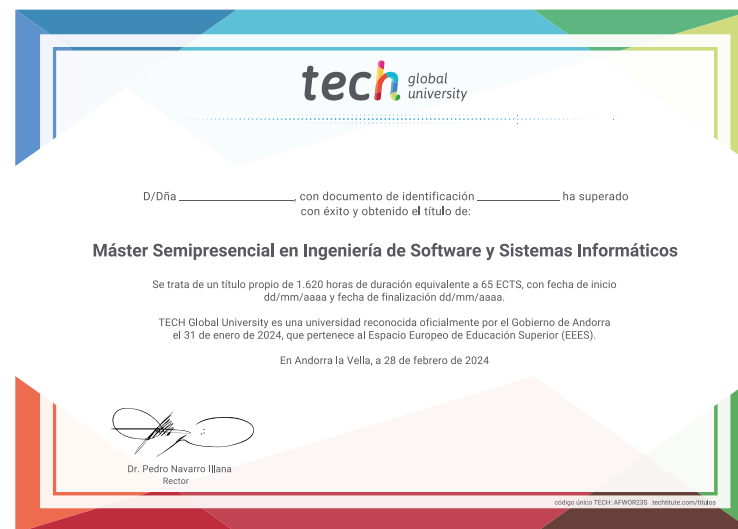 tech global
university
D/Dña ______________, con documento de identificación ______________ ha superado
con éxito y obtenido el título de:
Máster Semipresencial en Ingeniería de Software y Sistemas Informáticos
Se trata de un título propio de 1.620 horas de duración equivalente a 65 ECTS, con fecha de inicio
dd/mm/aaaa y fecha de finalización dd/mm/aaaa.
TECH Global University es una universidad reconocida oficialmente por el Gobierno de Andorra
el 31 de enero de 2024, que pertenece al Espacio Europeo de Educación Superior (EEES).
En Andorra la Vella, a 28 de febrero de 2024
Dr. Pedro Navarro Illana
Rector
código único TECH: AFWOR23S techtitute.com/titulos